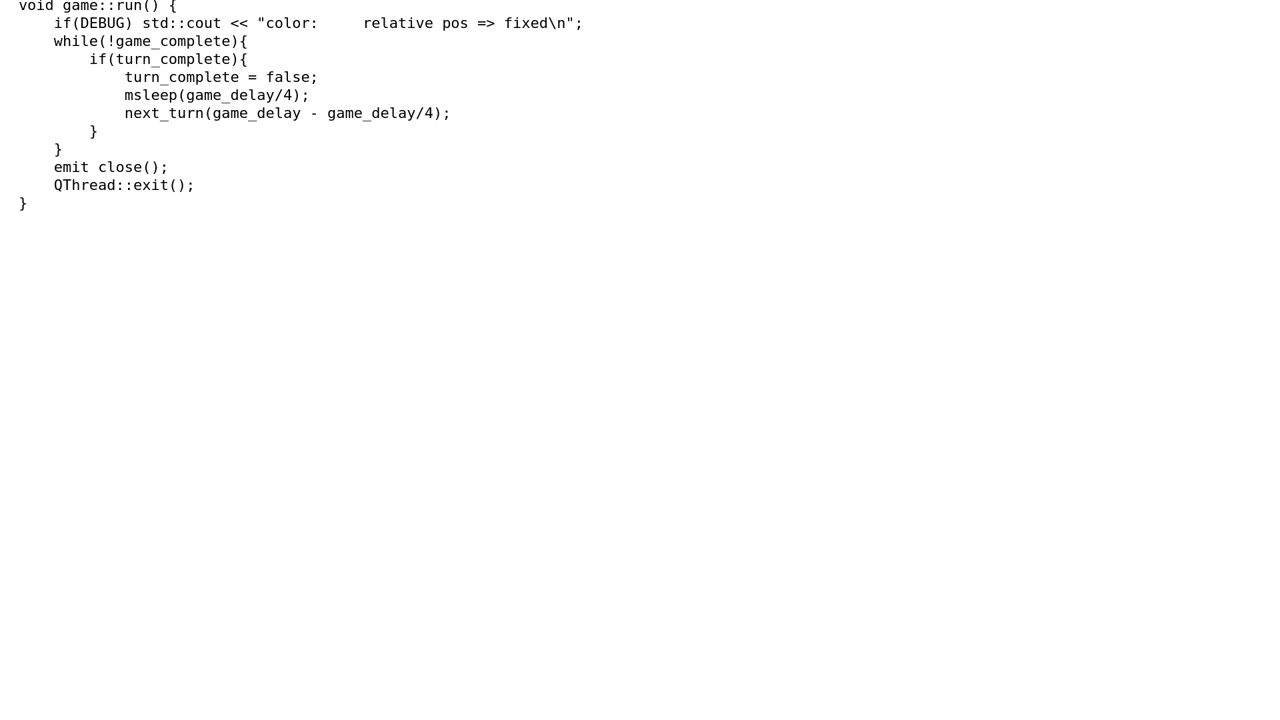 void game::run() {
    if(DEBUG) std::cout << "color:     relative pos => fixed\n";
    while(!game_complete){
        if(turn_complete){
            turn_complete = false;
            msleep(game_delay/4);
            next_turn(game_delay - game_delay/4);
        }
    }
    emit close();
    QThread::exit();
}